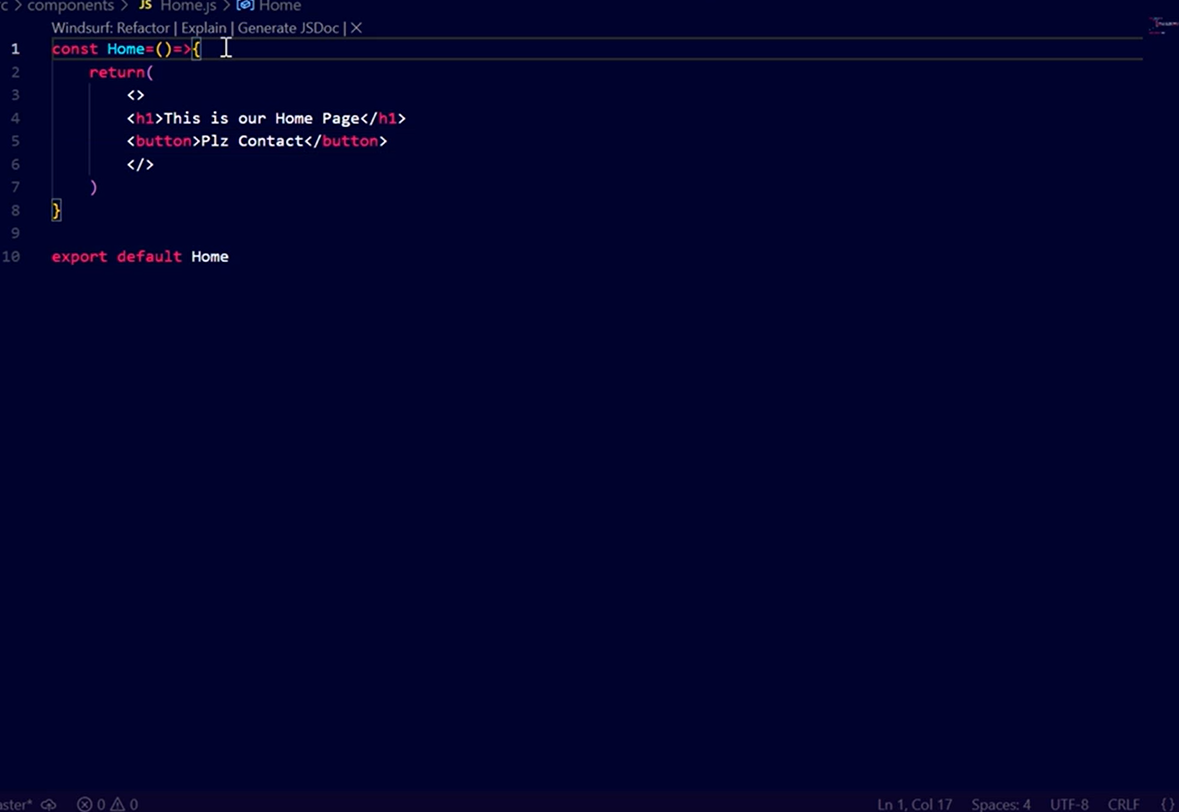 c > components > JS Home.js > Home
Windsurf: Refactor | Explain | Generate JSDoc | ×
1 const Home=()=>{
2     return(
3         <>
4         <h1>This is our Home Page</h1>
5         <button>Plz Contact</button>
6         </>
7     )
8 }
9
10 export default Home
aster* 0 0 Ln 1, Col 17 Spaces: 4 UTF-8 CRLF {}